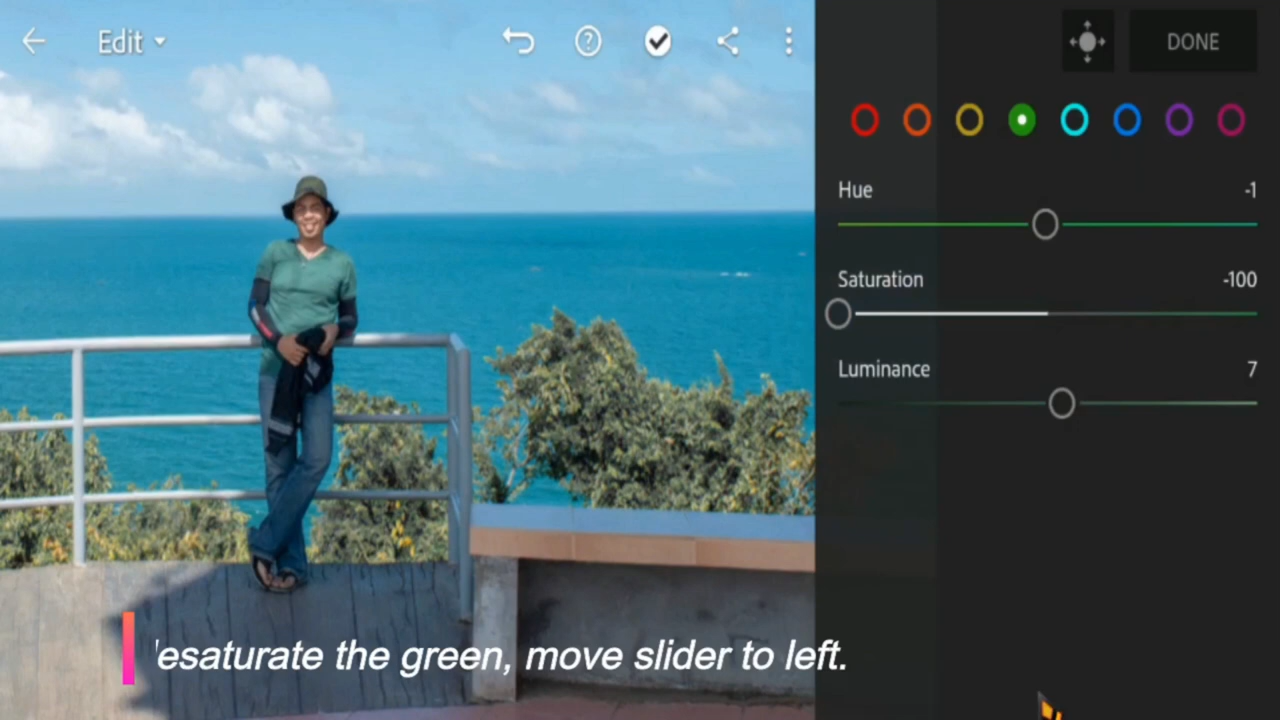 Edit
DONE
Hue -1
Saturation -100
Luminance 7
'esaturate the green, move slider to left.